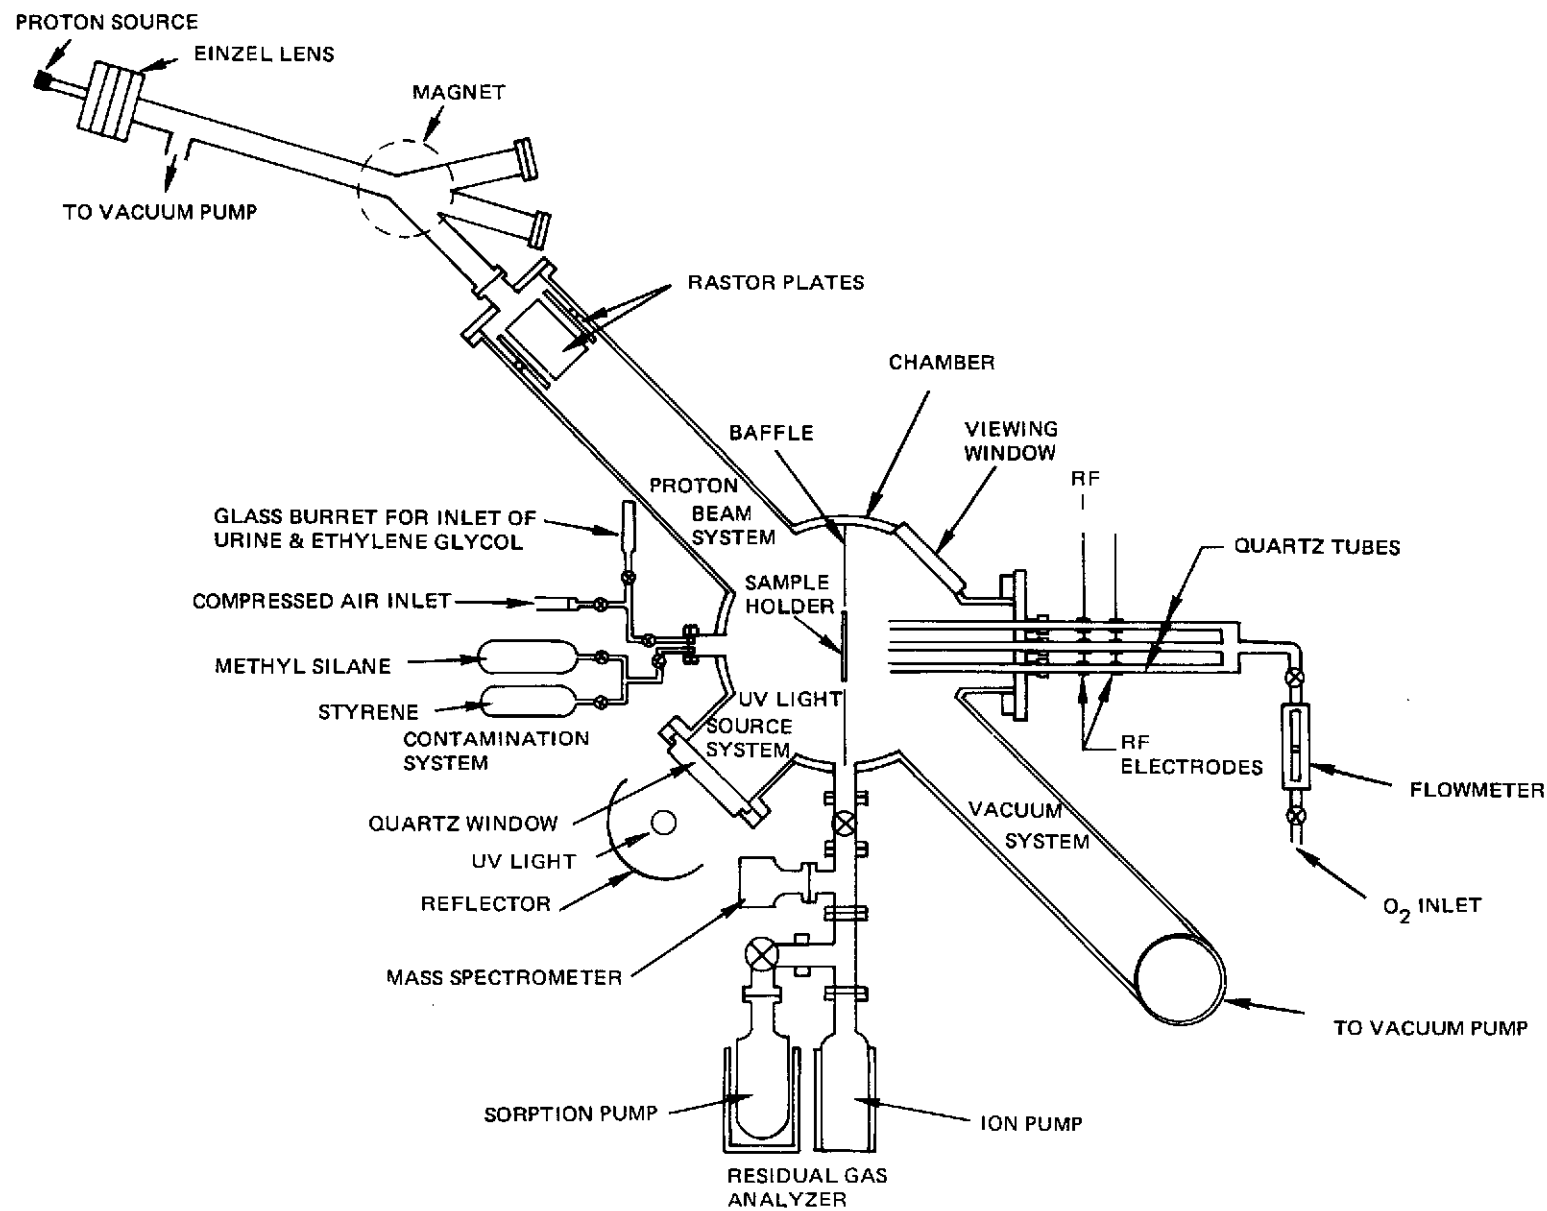 PROTON SOURCE
EINZEL LENS
MAGNET
TO VACUUM PUMP
RASTOR PLATES
CHAMBER
BAFFLE
VIEWING
WINDOW
RF
PROTON
BEAM
SYSTEM
GLASS BURRET FOR INLET OF
URINE & ETHYLENE GLYCOL
QUARTZ TUBES
SAMPLE
HOLDER
COMPRESSED AIR INLET
METHYL SILANE
STYRENE
CONTAMINATION
SYSTEM
UV LIGHT
SOURCE
SYSTEM
RF
ELECTRODES
FLOWMETER
VACUUM
SYSTEM
QUARTZ WINDOW
UV LIGHT
REFLECTOR
O2 INLET
MASS SPECTROMETER
TO VACUUM PUMP
SORPTION PUMP
ION PUMP
RESIDUAL GAS
ANALYZER